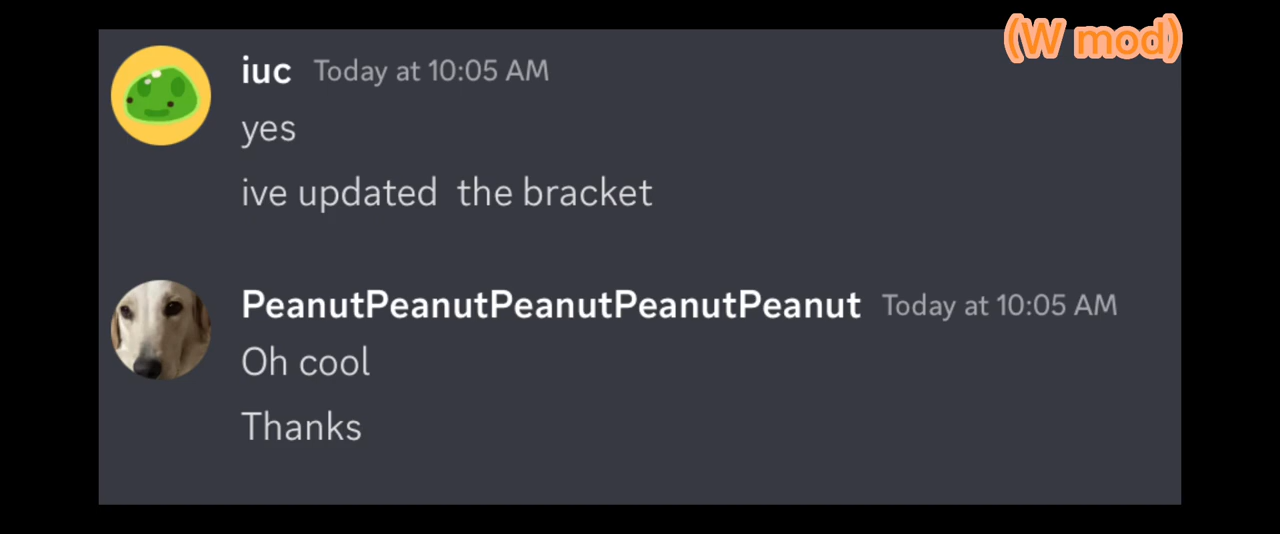 (W mod)
iuc Today at 10:05 AM
yes
ive updated  the bracket
PeanutPeanutPeanutPeanutPeanut Today at 10:05 AM
Oh cool
Thanks